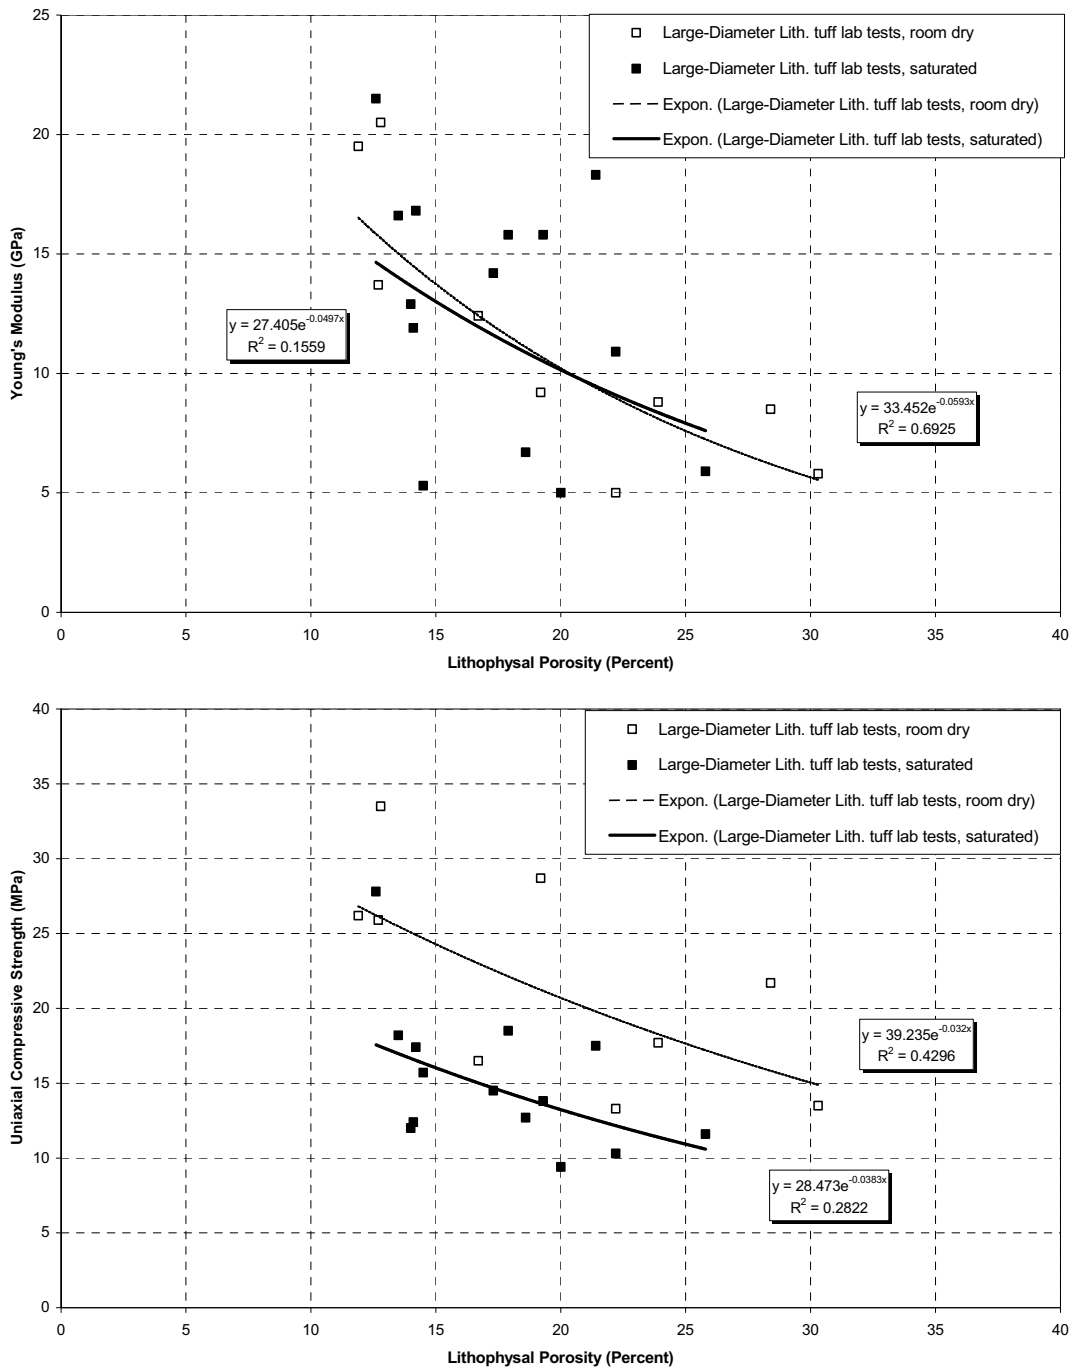 25
20
15
10
5
0
Young's Modulus (GPa)
Large-Diameter Lith. tuff lab tests, room dry
Large-Diameter Lith. tuff lab tests, saturated
Expon. (Large-Diameter Lith. tuff lab tests, room dry)
Expon. (Large-Diameter Lith. tuff lab tests, saturated)
y = 27.405e^-0.0497x
R^2 = 0.1559
y = 33.452e^-0.0593x
R^2 = 0.6925
0 5 10 15 20 25 30 35 40
Lithophysal Porosity (Percent)
40
35
30
25
20
15
10
5
0
Uniaxial Compressive Strength (MPa)
Large-Diameter Lith. tuff lab tests, room dry
Large-Diameter Lith. tuff lab tests, saturated
Expon. (Large-Diameter Lith. tuff lab tests, room dry)
Expon. (Large-Diameter Lith. tuff lab tests, saturated)
y = 39.235e^-0.032x
R^2 = 0.4296
y = 28.473e^-0.0383x
R^2 = 0.2822
0 5 10 15 20 25 30 35 40
Lithophysal Porosity (Percent)